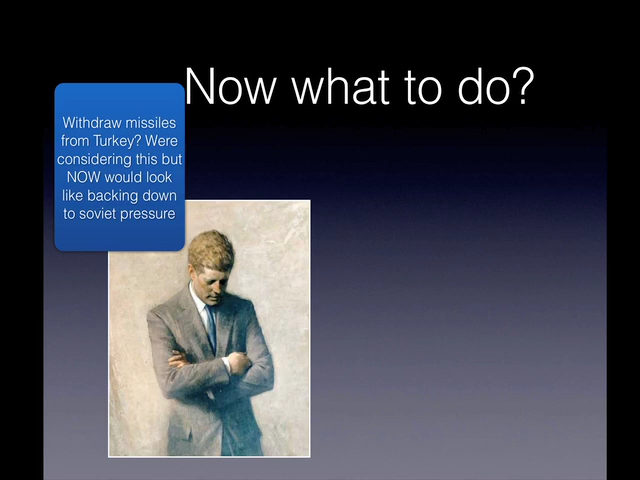 Now what to do?
Withdraw missiles
from Turkey? Were
considering this but
NOW would look
like backing down
to soviet pressure